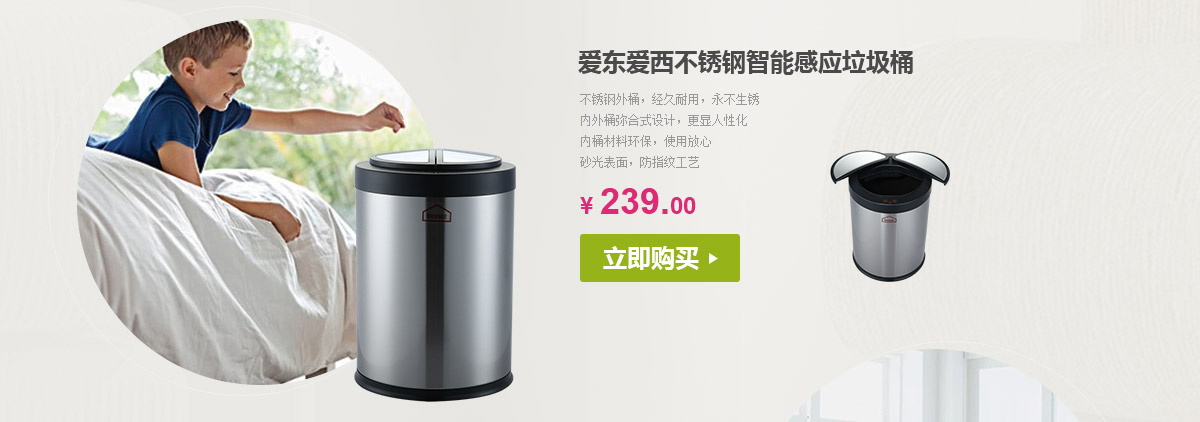 爱东爱西不锈钢智能感应垃圾桶
不锈钢外桶，经久耐用，永不生锈
内外桶弥合式设计，更显人性化
内桶材料环保，使用放心
砂光表面，防指纹工艺
¥ 239.00
立即购买